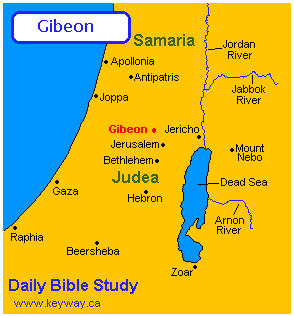 Gibeon
Samaria
Jordan
River
Apollonia
Antipatris
Jabbok
River
Joppa
Gibeon
Jericho
Jerusalem
Mount
Nebo
Bethlehem
Judea
Dead Sea
Gaza
Hebron
Arnon
River
Raphia
Beersheba
Zoar
Daily Bible Study
www.keyway.ca